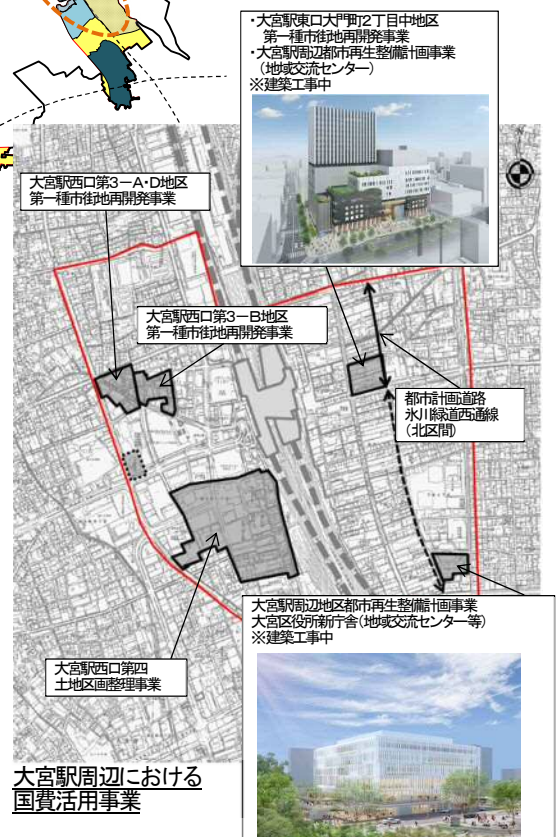 ・大宮駅東口大門町2丁目中地区
第一種市街地再開発事業
・大宮駅周辺都市再生整備計画事業
(地域交流センター)
※建築工事中
大宮駅西口第3－A・D地区
第一種市街地再開発事業
大宮駅西口第3－B地区
第一種市街地再開発事業
都市計画道路
氷川緑道西通線
(北区間)
大宮駅周辺地区都市再生整備計画事業
大宮区役所新庁舎(地域交流センター等)
※建築工事中
大宮駅西口第四
土地区画整理事業
大宮駅周辺における
国費活用事業